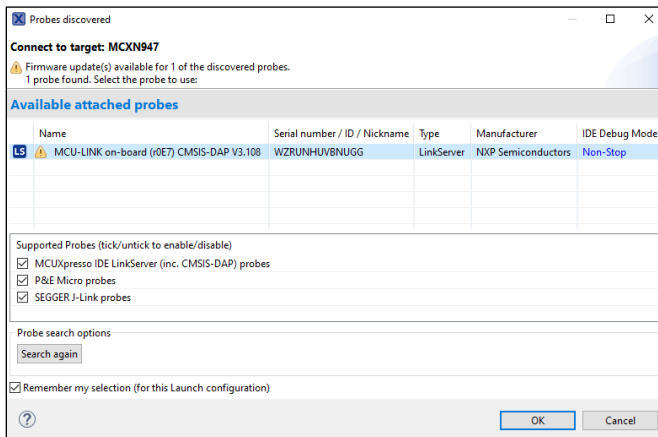 Probes discovered
Connect to target: MCXN947
Firmware update(s) available for 1 of the discovered probes.
1 probe found. Select the probe to use:
Available attached probes
Name Serial number / ID / Nickname Type Manufacturer IDE Debug Mode
LS MCU-LINK on-board (r0E7) CMSIS-DAP V3.108 WZRUNHUVBNUGG LinkServer NXP Semiconductors Non-Stop
Supported Probes (tick/untick to enable/disable)
MCUXpresso IDE LinkServer (inc. CMSIS-DAP) probes
P&E Micro probes
SEGGER J-Link probes
Probe search options
Search again
Remember my selection (for this Launch configuration)
? OK Cancel